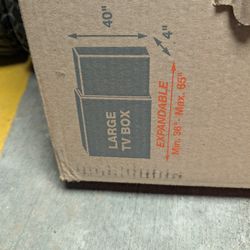 40"
4"
LARGE
TV BOX
EXPANDABLE
Min. 36"- Max. 65"